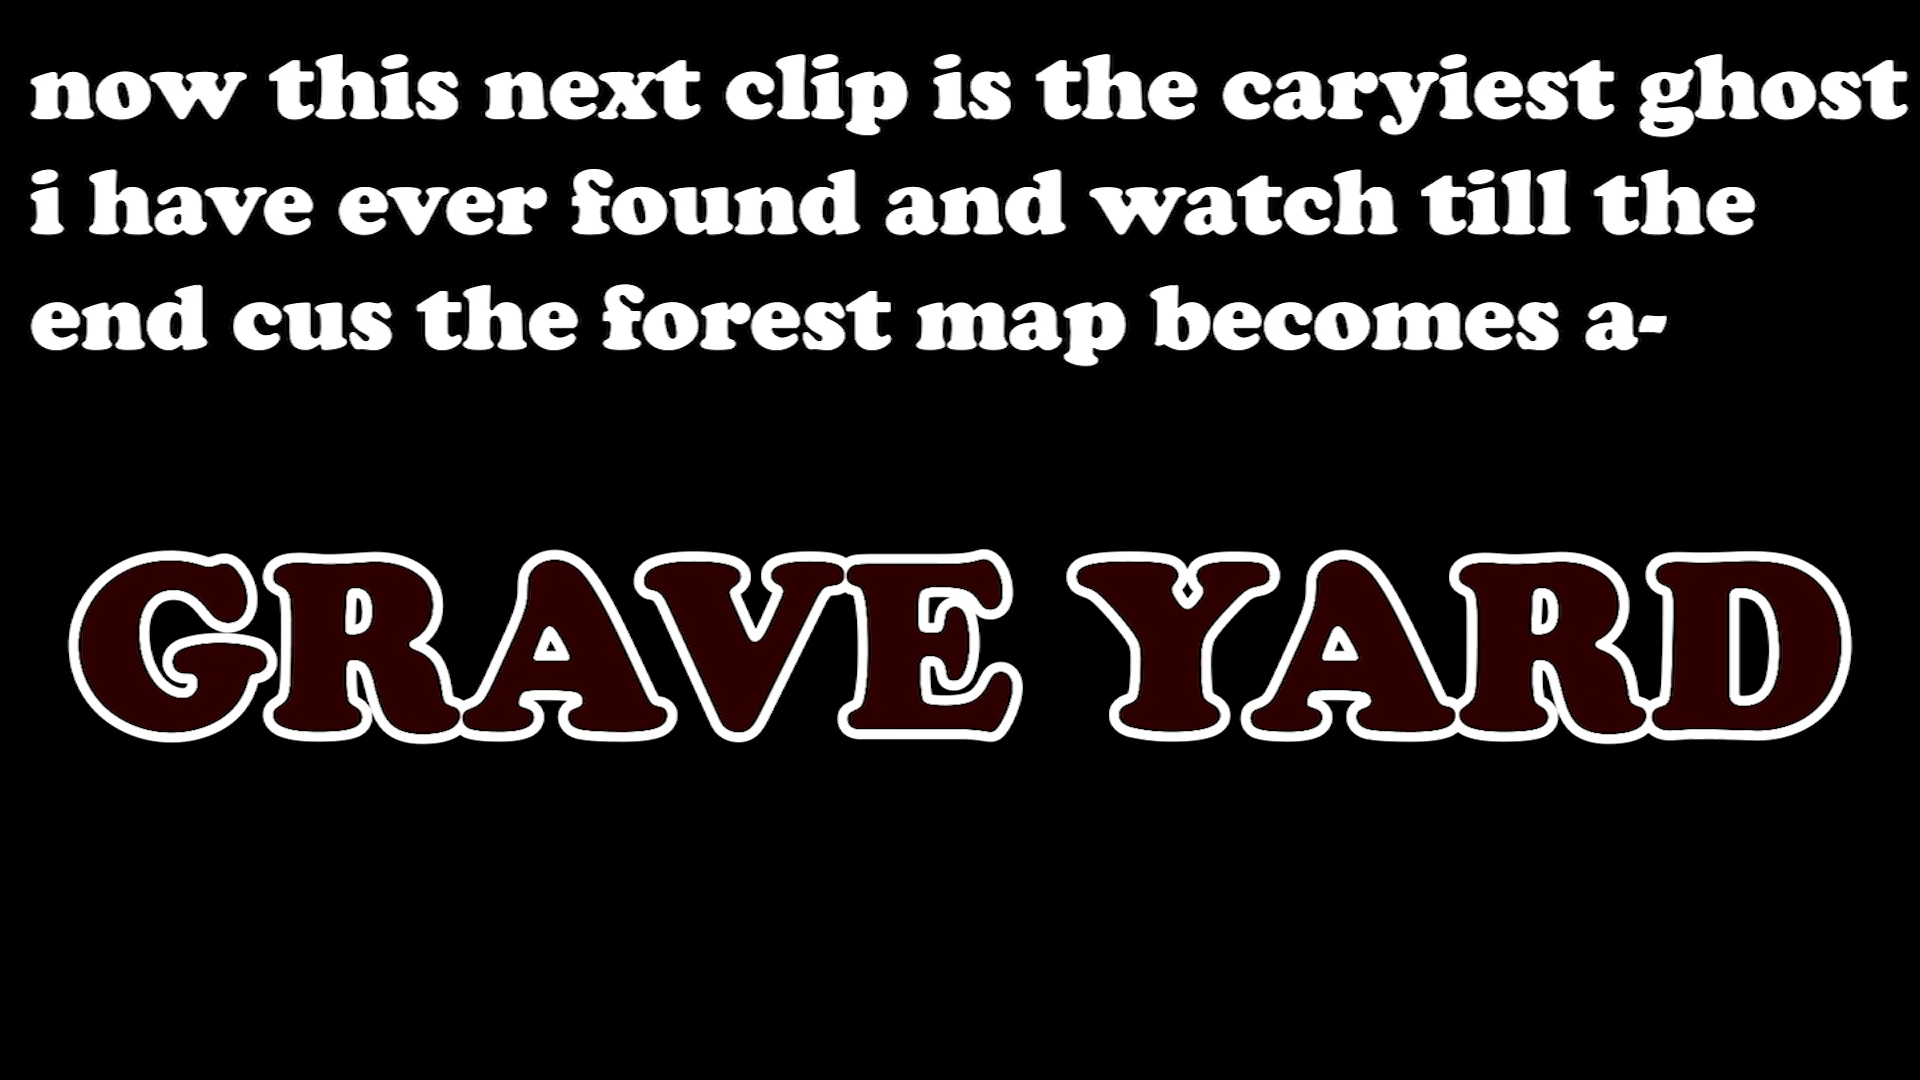 now this next clip is the caryiest ghost
i have ever found and watch till the
end cus the forest map becomes a-
GRAVE YARD